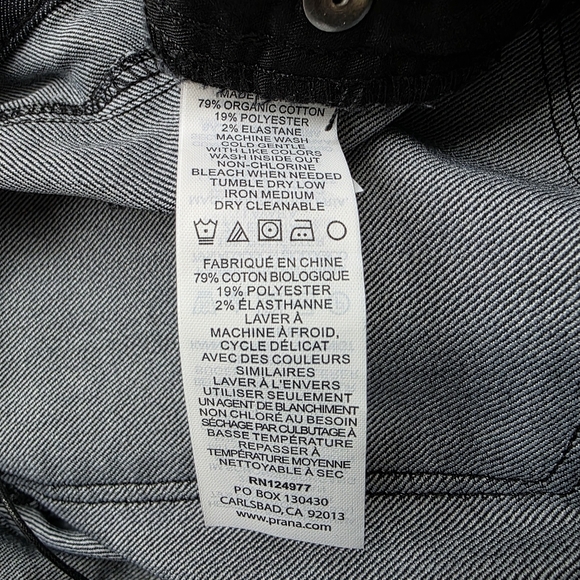 MADE
79% ORGANIC COTTON
19% POLYESTER
2% ELASTANE
MACHINE WASH
COLD GENTLE
WITH LIKE COLORS
WASH INSIDE OUT
NON-CHLORINE
BLEACH WHEN NEEDED
TUMBLE DRY LOW
IRON MEDIUM
DRY CLEANABLE
FABRIQUÉ EN CHINE
79% COTON BIOLOGIQUE
19% POLYESTER
2% ÉLASTHANNE
LAVER À
MACHINE À FROID,
CYCLE DÉLICAT
AVEC DES COULEURS
SIMILAIRES
LAVER À L'ENVERS
UTILISER SEULEMENT
UN AGENT DE BLANCHIMENT
NON CHLORÉ AU BESOIN
SÉCHAGE PAR CULBUTAGE À
BASSE TEMPÉRATURE
REPASSER À
TEMPÉRATURE MOYENNE
NETTOYABLE À SEC
RN124977
PO BOX 130430
CARLSBAD, CA 92013
www.prana.com